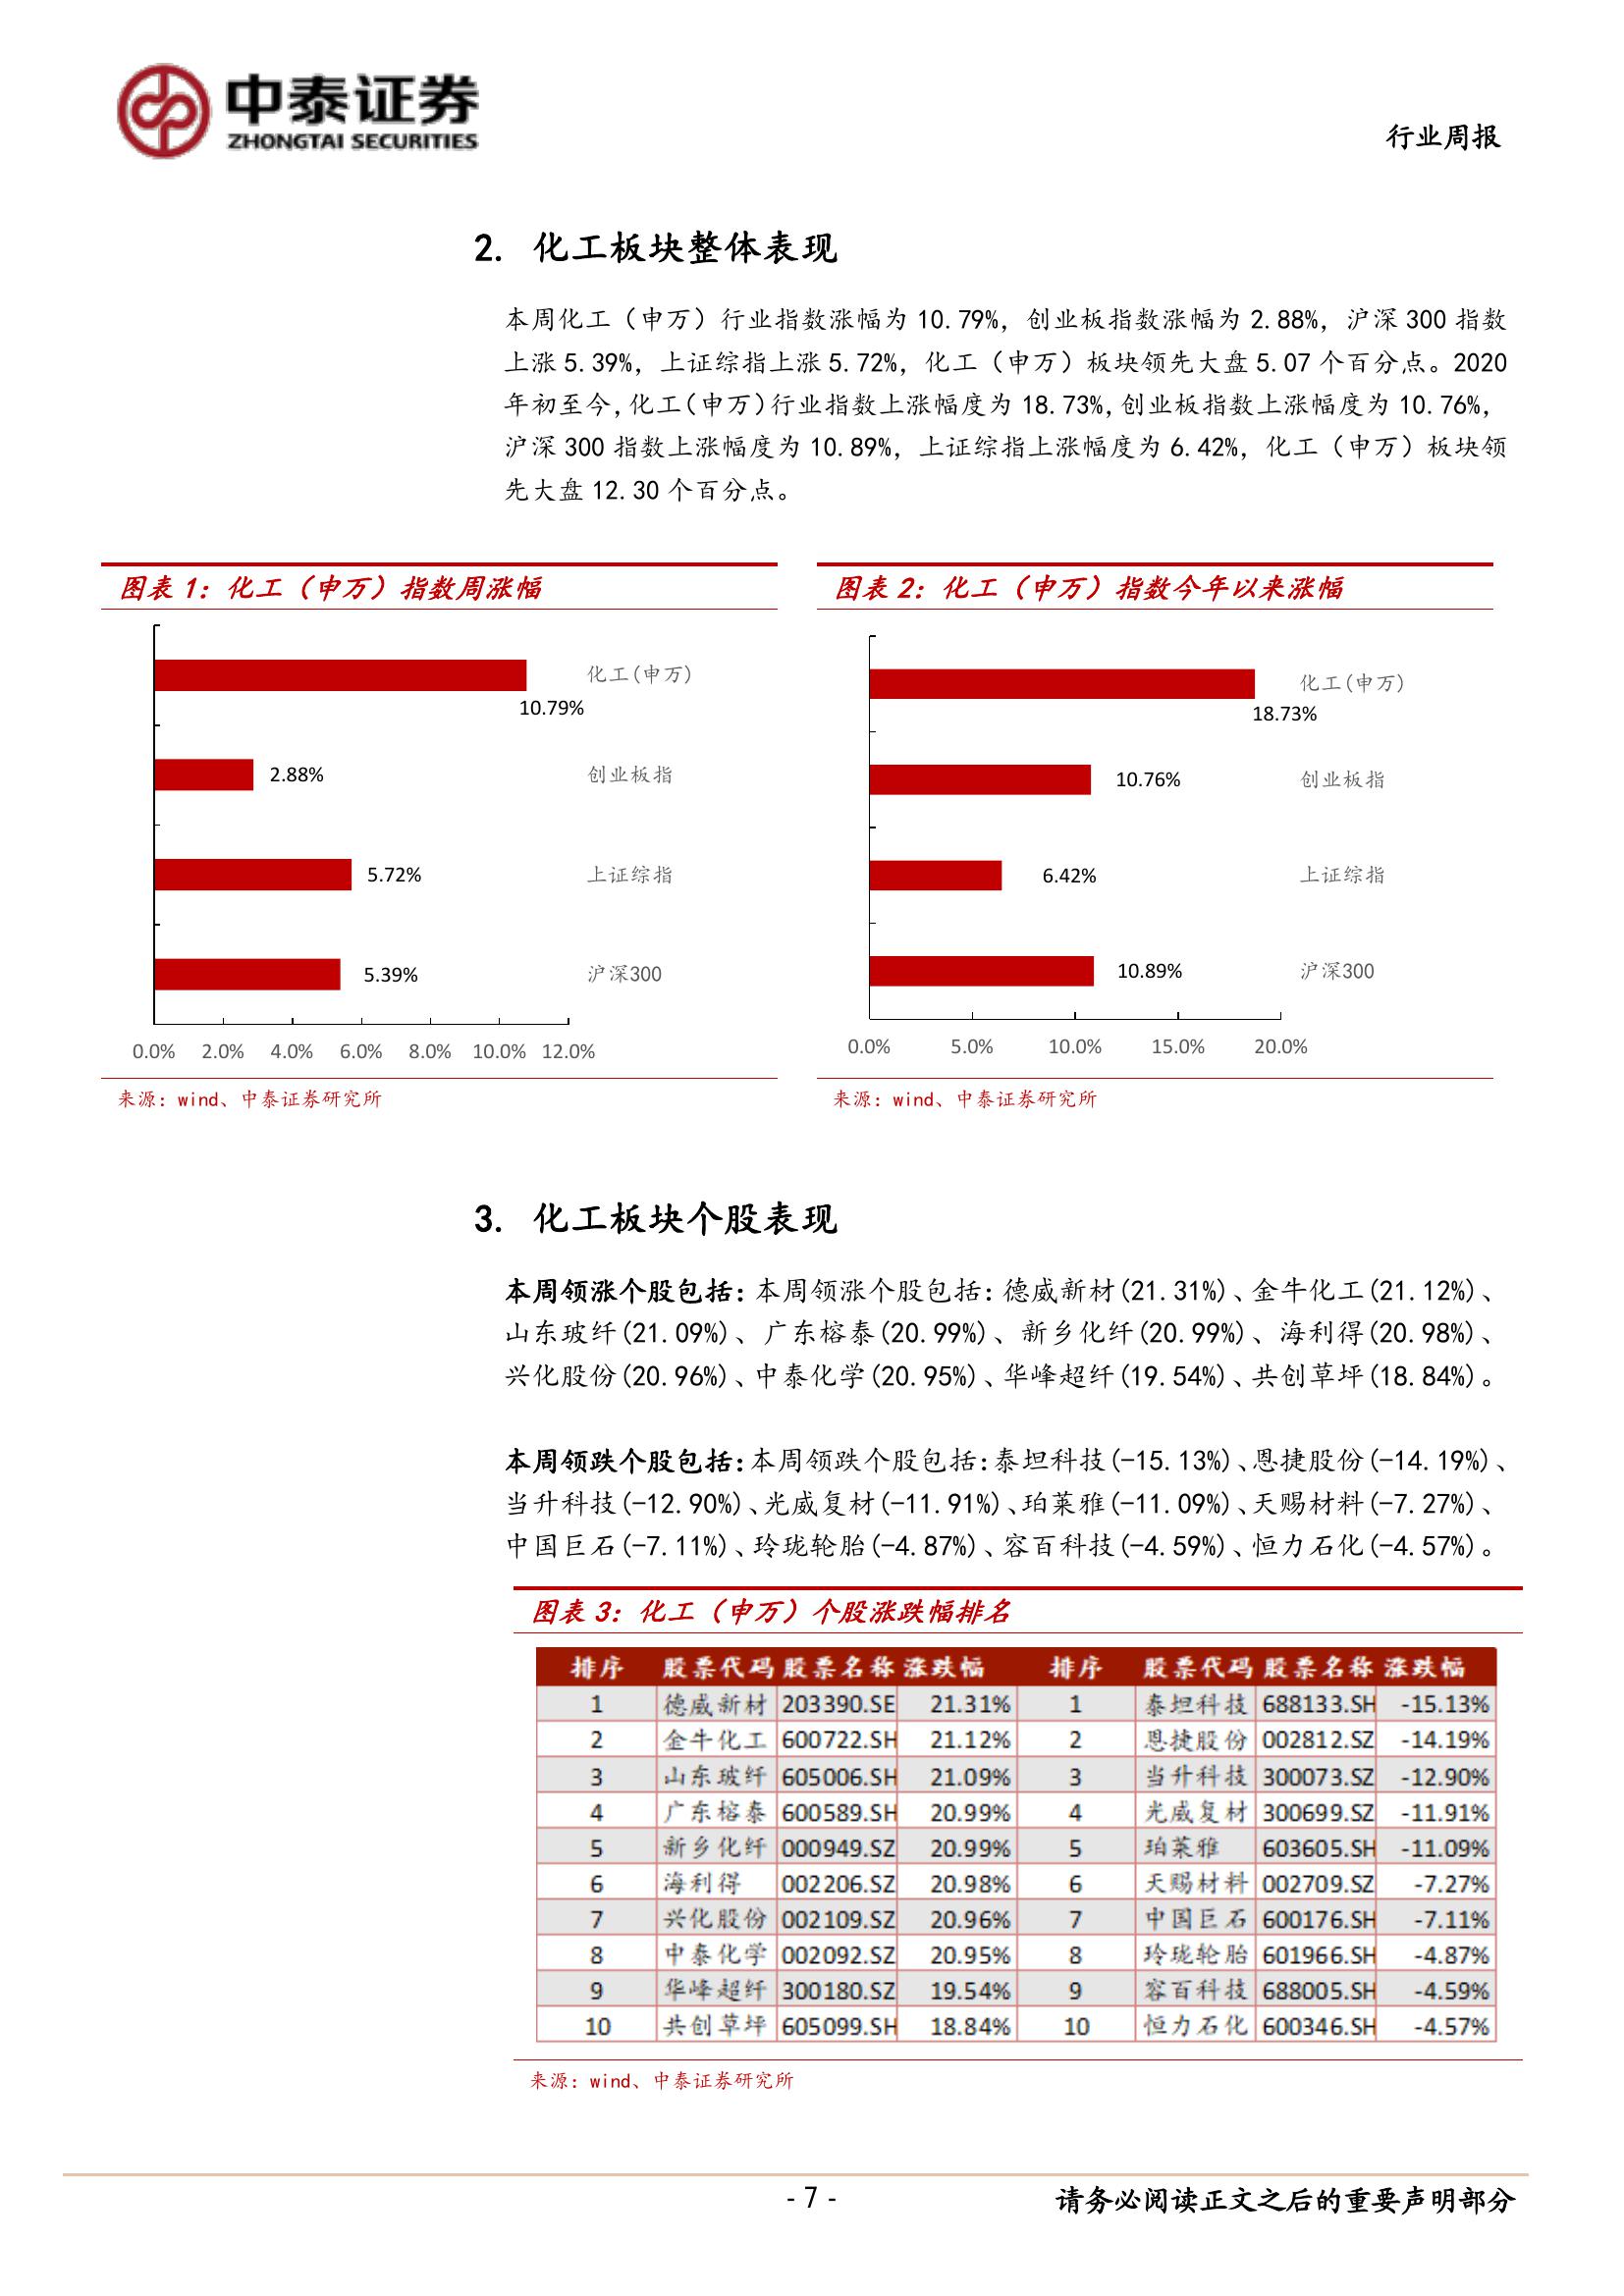 中泰证券
ZHONGTAI SECURITIES
行业周报
2. 化工板块整体表现
本周化工（申万）行业指数涨幅为 10.79%，创业板指数涨幅为 2.88%，沪深 300 指数
上涨 5.39%，上证综指上涨 5.72%，化工（申万）板块领先大盘 5.07 个百分点。2020
年初至今，化工（申万）行业指数上涨幅度为 18.73%，创业板指数上涨幅度为 10.76%，
沪深 300 指数上涨幅度为 10.89%，上证综指上涨幅度为 6.42%，化工（申万）板块领
先大盘 12.30 个百分点。
图表 1：化工（申万）指数周涨幅
化工(申万)
10.79%
2.88%
创业板指
5.72%
上证综指
5.39%
沪深300
0.0% 2.0% 4.0% 6.0% 8.0% 10.0% 12.0%
来源：wind、中泰证券研究所
图表 2：化工（申万）指数今年以来涨幅
化工(申万)
18.73%
10.76%
创业板指
6.42%
上证综指
10.89%
沪深300
0.0% 5.0% 10.0% 15.0% 20.0%
来源：wind、中泰证券研究所
3. 化工板块个股表现
本周领涨个股包括：本周领涨个股包括：德威新材(21.31%)、金牛化工(21.12%)、
山东玻纤(21.09%)、广东榕泰(20.99%)、新乡化纤(20.99%)、海利得(20.98%)、
兴化股份(20.96%)、中泰化学(20.95%)、华峰超纤(19.54%)、共创草坪(18.84%)。
本周领跌个股包括：本周领跌个股包括：泰坦科技(-15.13%)、恩捷股份(-14.19%)、
当升科技(-12.90%)、光威复材(-11.91%)、珀莱雅(-11.09%)、天赐材料(-7.27%)、
中国巨石(-7.11%)、玲珑轮胎(-4.87%)、容百科技(-4.59%)、恒力石化(-4.57%)。
图表 3：化工（申万）个股涨跌幅排名
排序 股票代码 股票名称 涨跌幅 排序 股票代码 股票名称 涨跌幅
1 德威新材 203390.SE 21.31% 1 泰坦科技 688133.SH -15.13%
2 金牛化工 600722.SH 21.12% 2 恩捷股份 002812.SZ -14.19%
3 山东玻纤 605006.SH 21.09% 3 当升科技 300073.SZ -12.90%
4 广东榕泰 600589.SH 20.99% 4 光威复材 300699.SZ -11.91%
5 新乡化纤 000949.SZ 20.99% 5 珀莱雅 603605.SH -11.09%
6 海利得 002206.SZ 20.98% 6 天赐材料 002709.SZ -7.27%
7 兴化股份 002109.SZ 20.96% 7 中国巨石 600176.SH -7.11%
8 中泰化学 002092.SZ 20.95% 8 玲珑轮胎 601966.SH -4.87%
9 华峰超纤 300180.SZ 19.54% 9 容百科技 688005.SH -4.59%
10 共创草坪 605099.SH 18.84% 10 恒力石化 600346.SH -4.57%
来源：wind、中泰证券研究所
- 7 -
请务必阅读正文之后的重要声明部分